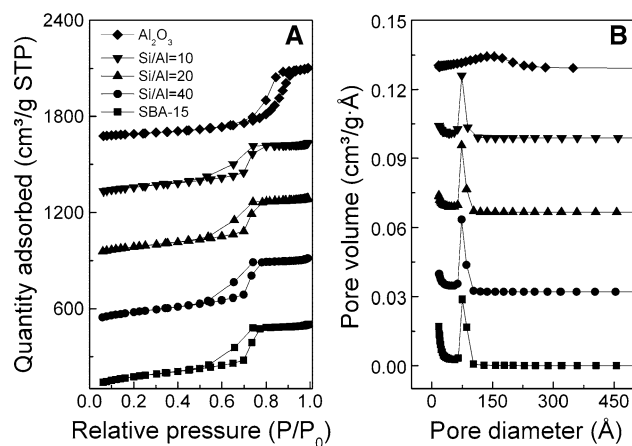 A
Al₂O₃
Si/Al=10
Si/Al=20
Si/Al=40
SBA-15
Quantity adsorbed (cm³/g STP)
2400
1800
1200
600
0.0 0.2 0.4 0.6 0.8 1.0
Relative pressure (P/P₀)
B
Pore volume (cm³/g·Å)
0.15
0.12
0.09
0.06
0.03
0.00
0 150 300 450
Pore diameter (Å)